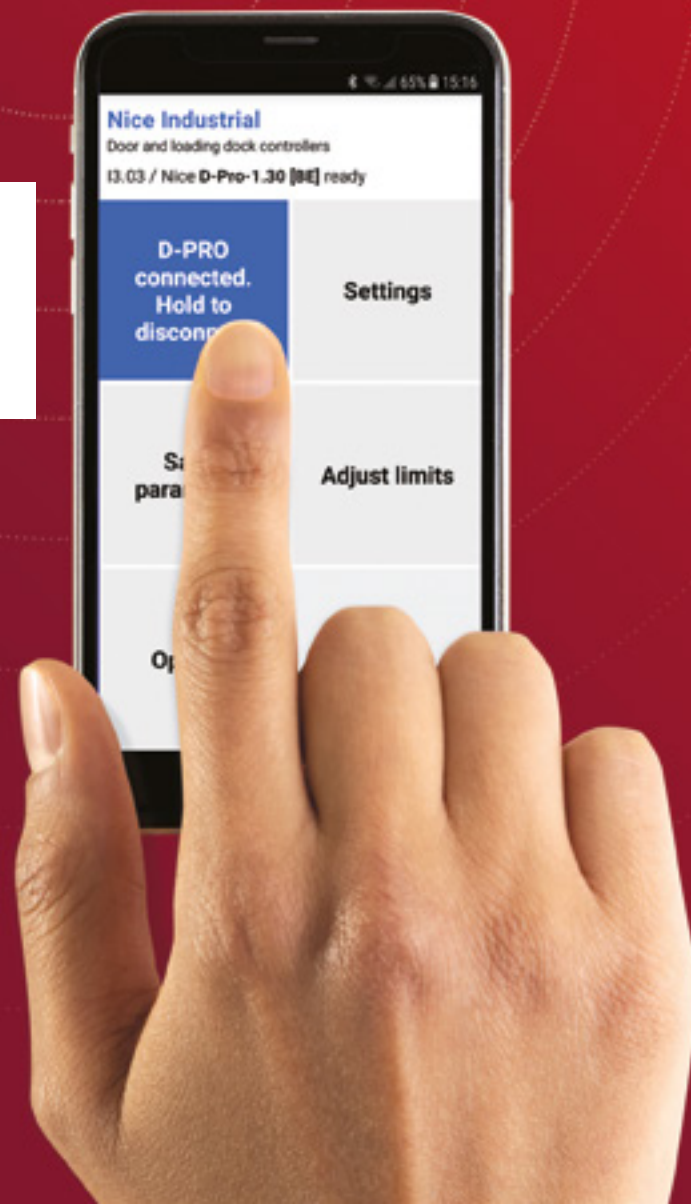 65% 15:16
Nice Industrial
Door and loading dock controllers
I3.03 / Nice D-Pro-1.30 [BE] ready
D-PRO
connected.
Hold to
Settings
Adjust limits